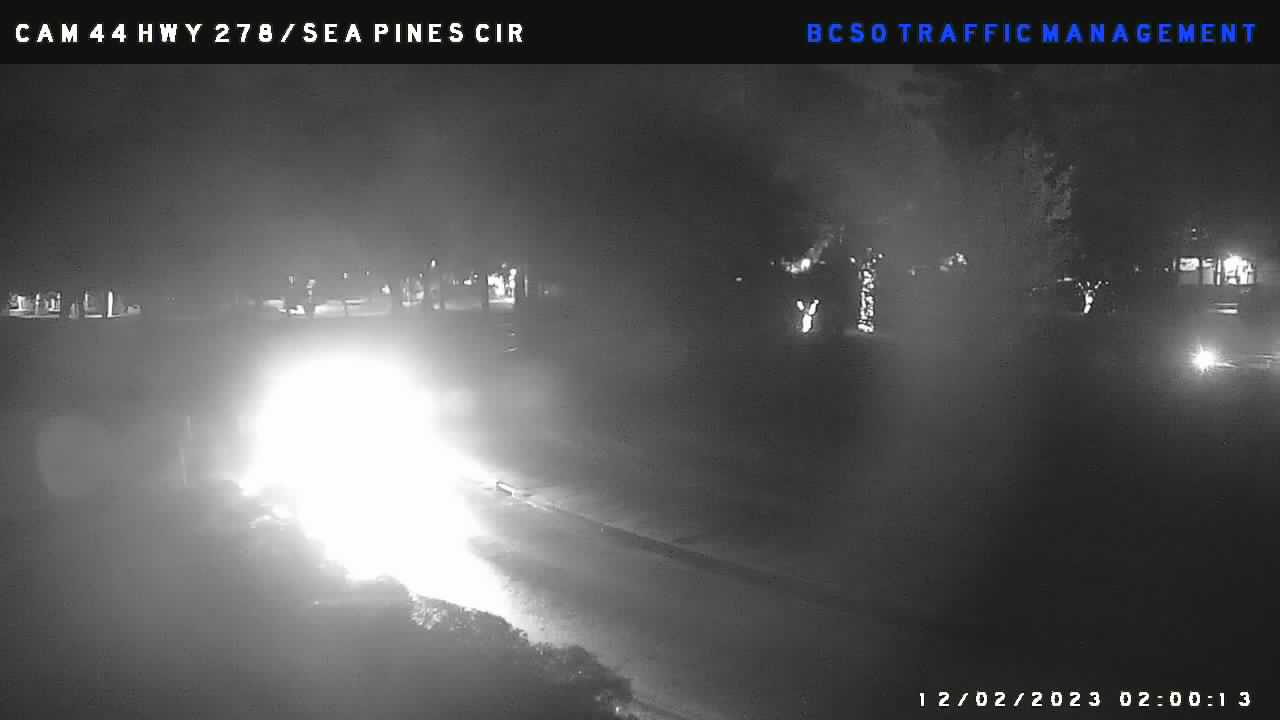 CAM 44 HWY 278/SEA PINES CIR
BCSO TRAFFIC MANAGEMENT
12/02/2023 02:00:13